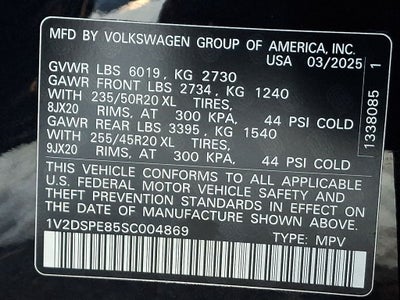 MFD BY VOLKSWAGEN GROUP OF AMERICA, INC.
USA 03/2025
GVWR LBS 6019, KG 2730
GAWR FRONT LBS 2734, KG 1240
WITH 235/50R20 XL TIRES,
8JX20 RIMS, AT 300 KPA, 44 PSI COLD
GAWR REAR LBS 3395, KG 1540
WITH 255/45R20 XL TIRES,
9JX20 RIMS, AT 300 KPA, 44 PSI COLD
THIS VEHICLE CONFORMS TO ALL APPLICABLE
U.S. FEDERAL MOTOR VEHICLE SAFETY AND
THEFT PREVENTION STANDARDS IN EFFECT ON
THE DATE OF MANUFACTURE SHOWN ABOVE.
1V2DSPE85SC004869 TYPE: MPV
1338085 1